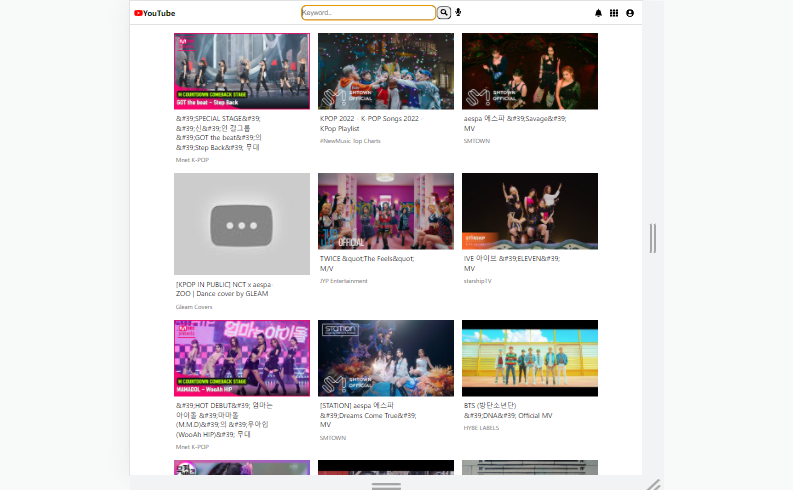 YouTube
Keyword..
M COUNTDOWN COMEBACK STAGE
GOT the beat – Step Back
&#39;SPECIAL STAGE&#39;
&#39;신&#39;인 걸그룹
&#39;GOT the beat&#39;의
&#39;Step Back&#39; 무대
Mnet K-POP
SMTOWN
OFFICIAL
KPOP 2022 - K-POP Songs 2022 -
KPop Playlist
#NewMusic Top Charts
SMTOWN
OFFICIAL
aespa 에스파 &#39;Savage&#39;
MV
SMTOWN
[KPOP IN PUBLIC] NCT x aespa-
ZOO | Dance cover by GLEAM
Gleam Covers
OFFICIAL
TWICE &quot;The Feels&quot;
M/V
JYP Entertainment
STARSHIP
IVE 아이브 &#39;ELEVEN&#39;
MV
starshipTV
엄마는아이돌
M COUNTDOWN COMEBACK STAGE
MAMADOL – WooAh HIP
&#39;HOT DEBUT&#39; 엄마는
아이돌 &#39;마마돌
(M.M.D)&#39;의 &#39;우아힙
(WooAh HIP)&#39; 무대
Mnet K-POP
STATION
SMTOWN
OFFICIAL
[STATION] aespa 에스파
&#39;Dreams Come True&#39;
MV
SMTOWN
BTS (방탄소년단)
&#39;DNA&#39; Official MV
HYBE LABELS